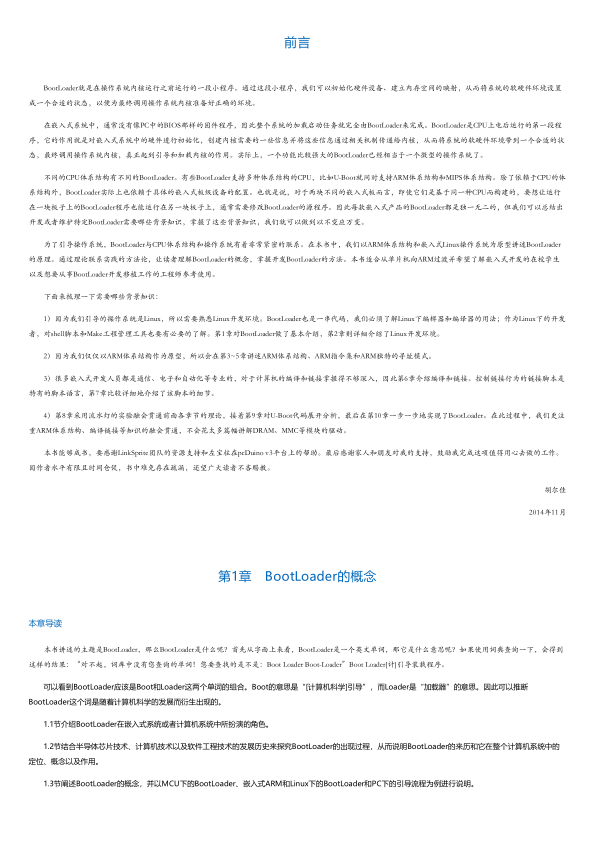 前言
BootLoader就是在操作系统内核运行之前运行的一段小程序。通过这段小程序，我们可以初始化硬件设备、建立内存空间的映射，从而将系统的软硬件环境设置
成一个合适的状态，以便为最终调用操作系统内核准备好正确的环境。
在嵌入式系统中，通常没有像PC中的BIOS那样的固件程序，因此整个系统的加载启动任务就完全由BootLoader来完成。BootLoader是CPU上电后运行的第一段程
序，它的作用就是对嵌入式系统中的硬件进行初始化，创建内核需要的一些信息并将这些信息通过相关机制传递给内核，从而将系统的软硬件环境带到一个合适的状
态，最终调用操作系统内核，真正起到引导和加载内核的作用。实际上，一个功能比较强大的BootLoader已经相当于一个微型的操作系统了。
不同的CPU体系结构有不同的BootLoader。有些BootLoader支持多种体系结构的CPU，比如U-Boot就同时支持ARM体系结构和MIPS体系结构。除了依赖于CPU的体
系结构外，BootLoader实际上也依赖于具体的嵌入式板级设备的配置。也就是说，对于两块不同的嵌入式板而言，即使它们是基于同一种CPU而构建的，要想让运行
在一块板子上的BootLoader程序也能运行在另一块板子上，通常需要修改BootLoader的源程序。因此每款嵌入式产品的BootLoader都是独一无二的，但我们可以总结出
开发或者维护特定BootLoader需要哪些背景知识，掌握了这些背景知识，我们就可以做到以不变应万变。
为了引导操作系统，BootLoader与CPU体系结构和操作系统有着非常紧密的联系。在本书中，我们以ARM体系结构和嵌入式Linux操作系统为原型讲述BootLoader
的原理。通过理论联系实践的方法论，让读者理解BootLoader的概念，掌握开发BootLoader的方法。本书适合从单片机向ARM过渡并希望了解嵌入式开发的在校学生
以及想要从事BootLoader开发移植工作的工程师参考使用。
下面来梳理一下需要哪些背景知识：
1）因为我们引导的操作系统是Linux，所以需要熟悉Linux开发环境。BootLoader也是一串代码，我们必须了解Linux下编辑器和编译器的用法；作为Linux下的开发
者，对shell脚本和Make工程管理工具也要有必要的了解。第1章对BootLoader做了基本介绍，第2章则详细介绍了Linux开发环境。
2）因为我们仅仅以ARM体系结构作为原型，所以会在第3~5章讲述ARM体系结构、ARM指令集和ARM独特的寻址模式。
3）很多嵌入式开发人员都是通信、电子和自动化等专业的，对于计算机的编译和链接掌握得不够深入，因此第6章介绍编译和链接。控制链接行为的链接脚本是
特有的脚本语言，第7章比较详细地介绍了该脚本的细节。
4）第8章采用流水灯的实验融会贯通前面各章节的理论，接着第9章对U-Boot代码展开分析，最后在第10章一步一步地实现了BootLoader。在此过程中，我们更注
重ARM体系结构、编译链接等知识的融会贯通，不会花太多篇幅讲解DRAM、MMC等模块的驱动。
本书能够成书，要感谢LinkSprite团队的资源支持和左宝柱在pcDuino v3平台上的帮助。最后感谢家人和朋友对我的支持，鼓励我完成这项值得用心去做的工作。
因作者水平有限且时间仓促，书中难免存在疏漏，还望广大读者不吝赐教。
胡尔佳
2014年11月
第1章 BootLoader的概念
本章导读
本书讲述的主题是BootLoader，那么BootLoader是什么呢？首先从字面上来看，BootLoader是一个英文单词，那它是什么意思呢？如果使用词典查询一下，会得到
这样的结果：“对不起，词库中没有您查询的单词！您要查找的是不是：Boot Loader Boot-Loader”Boot Loader[计]引导装载程序。
可以看到BootLoader应该是Boot和Loader这两个单词的组合。Boot的意思是“[计算机科学]引导”，而Loader是“加载器”的意思。因此可以推断
BootLoader这个词是随着计算机科学的发展而衍生出现的。
1.1节介绍BootLoader在嵌入式系统或者计算机系统中所扮演的角色。
1.2节结合半导体芯片技术、计算机技术以及软件工程技术的发展历史来探究BootLoader的出现过程，从而说明BootLoader的来历和它在整个计算机系统中的
定位、概念以及作用。
1.3节阐述BootLoader的概念，并以MCU下的BootLoader、嵌入式ARM和Linux下的BootLoader和PC下的引导流程为例进行说明。